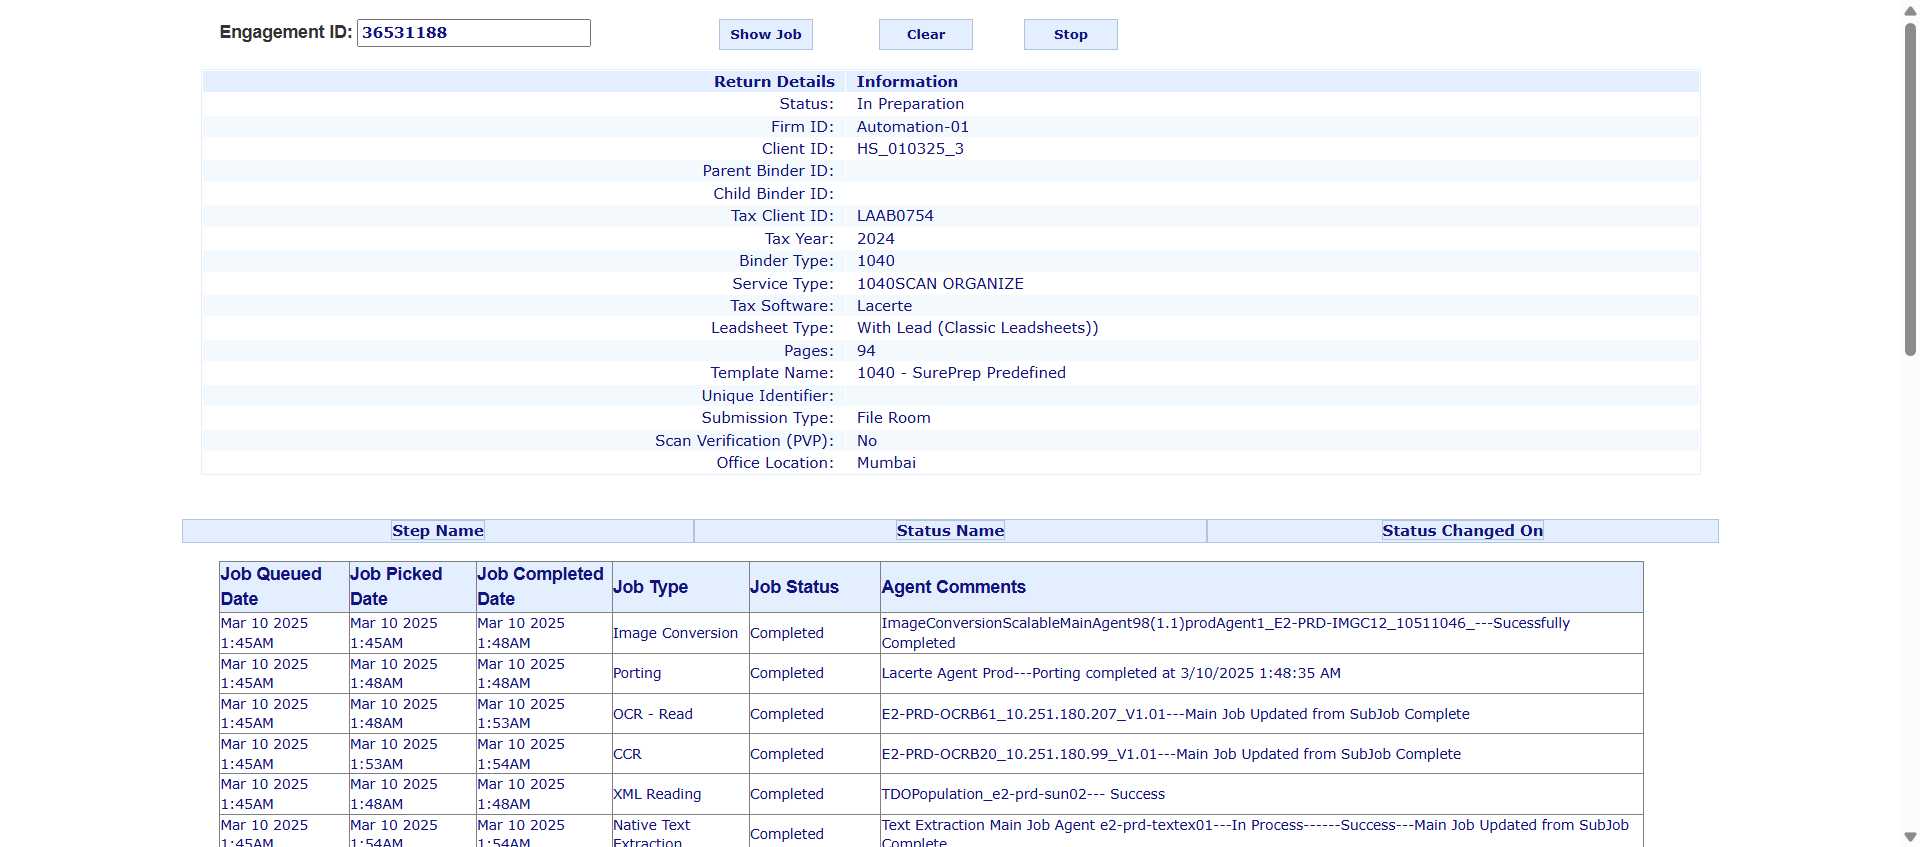 Engagement ID: 36531188 Show Job Clear Stop
Return Details Information
Status: In Preparation
Firm ID: Automation-01
Client ID: HS_010325_3
Parent Binder ID:
Child Binder ID:
Tax Client ID: LAAB0754
Tax Year: 2024
Binder Type: 1040
Service Type: 1040SCAN ORGANIZE
Tax Software: Lacerte
Leadsheet Type: With Lead (Classic Leadsheets))
Pages: 94
Template Name: 1040 - SurePrep Predefined
Unique Identifier:
Submission Type: File Room
Scan Verification (PVP): No
Office Location: Mumbai
Step Name Status Name Status Changed On
Job Queued Date Job Picked Date Job Completed Date Job Type Job Status Agent Comments
Mar 10 2025 1:45AM Mar 10 2025 1:45AM Mar 10 2025 1:48AM Image Conversion Completed ImageConversionScalableMainAgent98(1.1)prodAgent1_E2-PRD-IMGC12_10511046_---Sucessfully Completed
Mar 10 2025 1:45AM Mar 10 2025 1:48AM Mar 10 2025 1:48AM Porting Completed Lacerte Agent Prod---Porting completed at 3/10/2025 1:48:35 AM
Mar 10 2025 1:45AM Mar 10 2025 1:48AM Mar 10 2025 1:53AM OCR - Read Completed E2-PRD-OCRB61_10.251.180.207_V1.01---Main Job Updated from SubJob Complete
Mar 10 2025 1:45AM Mar 10 2025 1:53AM Mar 10 2025 1:54AM CCR Completed E2-PRD-OCRB20_10.251.180.99_V1.01---Main Job Updated from SubJob Complete
Mar 10 2025 1:45AM Mar 10 2025 1:48AM Mar 10 2025 1:48AM XML Reading Completed TDOPopulation_e2-prd-sun02--- Success
Mar 10 2025 1:45AM Mar 10 2025 1:54AM Mar 10 2025 1:54AM Native Text Extraction Completed Text Extraction Main Job Agent e2-prd-textex01---In Process------Success---Main Job Updated from SubJob Complete